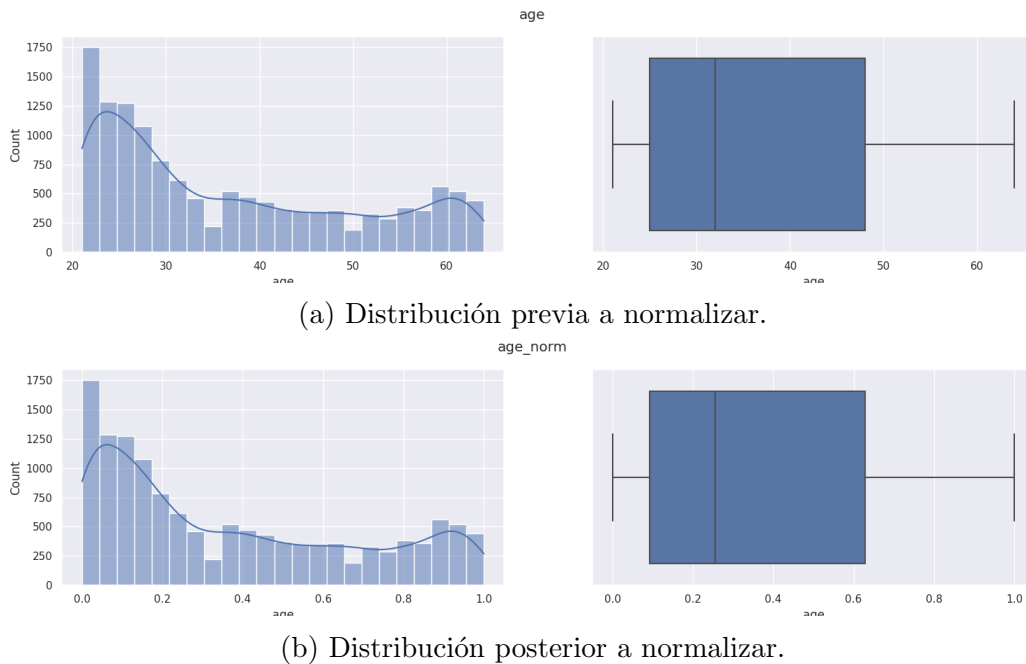 age
1750
1500
1250
1000
750
500
250
0
Count
20 30 40 50 60
age
20 30 40 50 60
age
(a) Distribución previa a normalizar.
age_norm
1750
1500
1250
1000
750
500
250
0
Count
0.0 0.2 0.4 0.6 0.8 1.0
age
0.0 0.2 0.4 0.6 0.8 1.0
age
(b) Distribución posterior a normalizar.